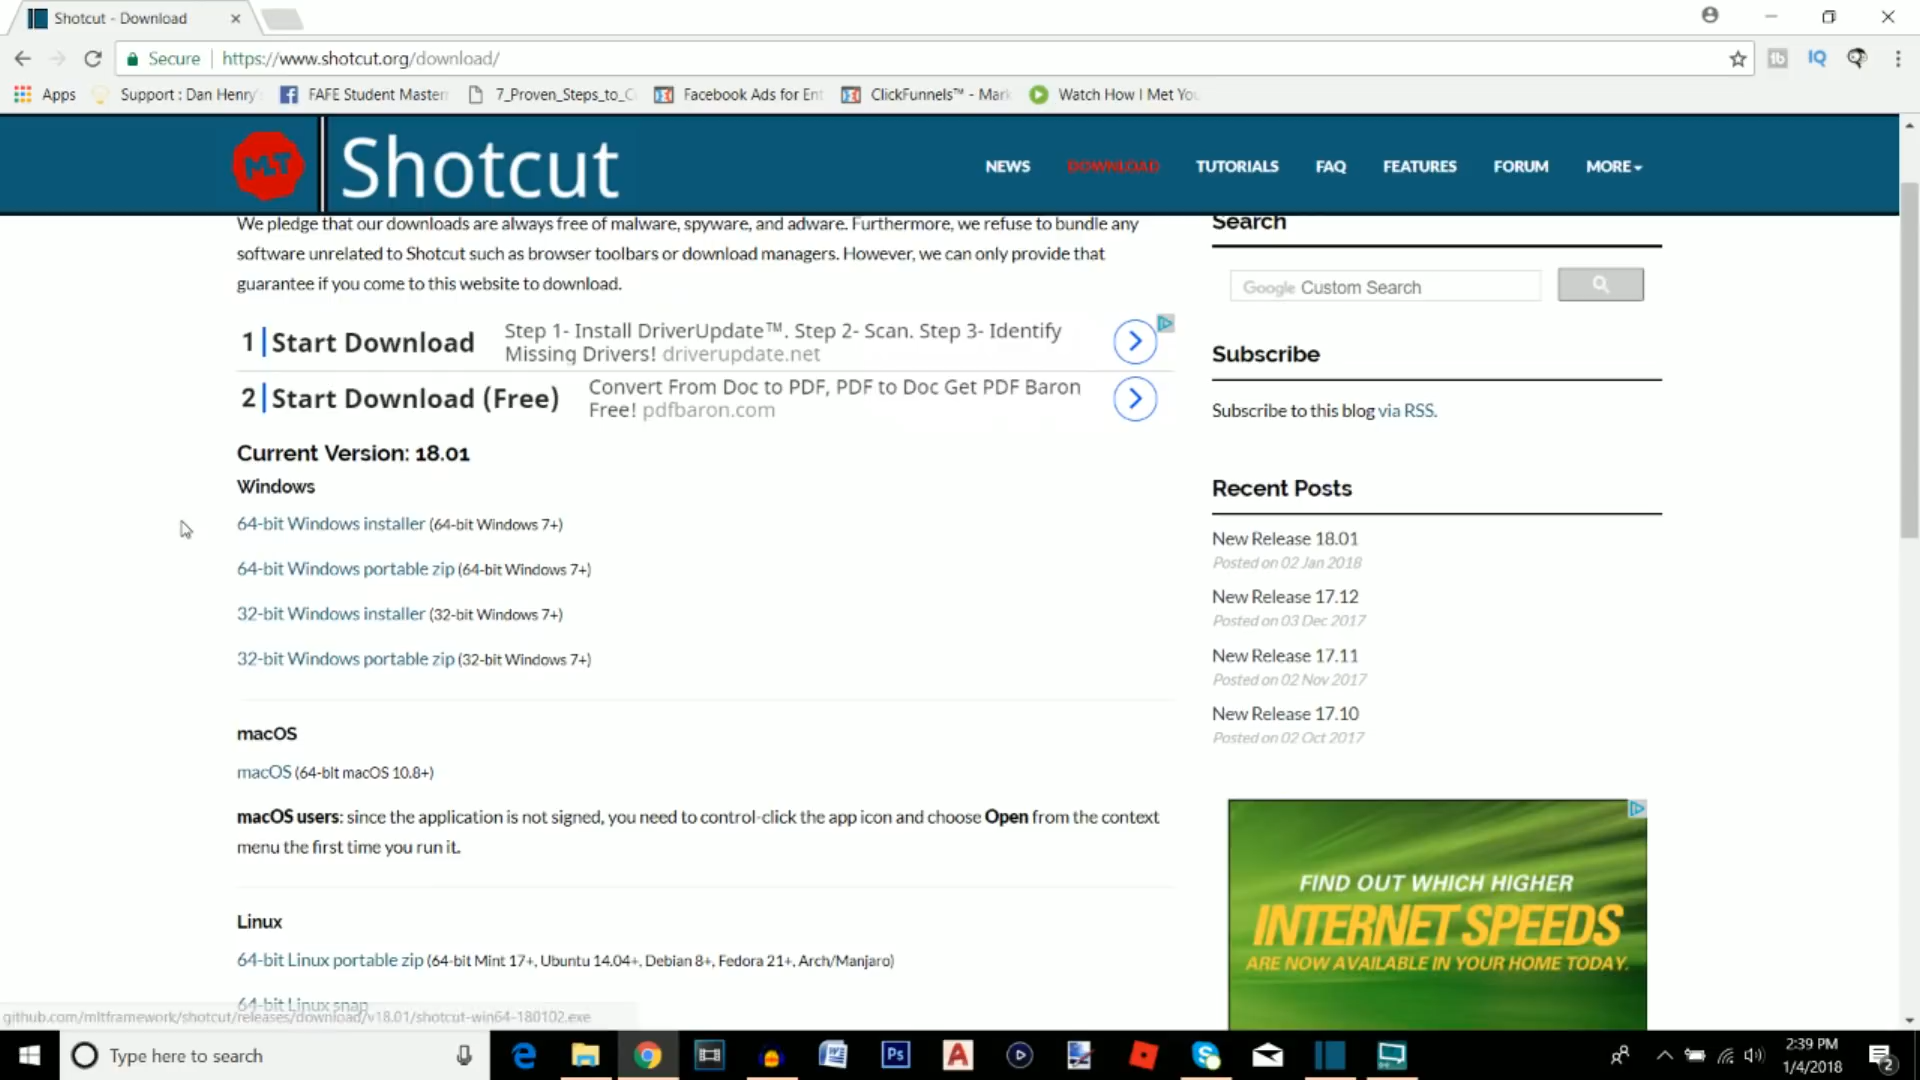 Shotcut - Download
Secure https://www.shotcut.org/download/
Apps Support : Dan Henry' FAFE Student Master 7_Proven_Steps_to_C Facebook Ads for Ent ClickFunnels™ - Mark Watch How I Met You
MLT Shotcut NEWS DOWNLOAD TUTORIALS FAQ FEATURES FORUM MORE
We pledge that our downloads are always free of malware, spyware, and adware. Furthermore, we refuse to bundle any
software unrelated to Shotcut such as browser toolbars or download managers. However, we can only provide that
guarantee if you come to this website to download.
1 Start Download Step 1- Install DriverUpdate™. Step 2- Scan. Step 3- Identify
Missing Drivers! driverupdate.net
2 Start Download (Free) Convert From Doc to PDF, PDF to Doc Get PDF Baron
Free! pdfbaron.com
Current Version: 18.01
Windows
64-bit Windows installer (64-bit Windows 7+)
64-bit Windows portable zip (64-bit Windows 7+)
32-bit Windows installer (32-bit Windows 7+)
32-bit Windows portable zip (32-bit Windows 7+)
macOS
macOS (64-bit macOS 10.8+)
macOS users: since the application is not signed, you need to control-click the app icon and choose Open from the context
menu the first time you run it.
Linux
64-bit Linux portable zip (64-bit Mint 17+, Ubuntu 14.04+, Debian 8+, Fedora 21+, Arch/Manjaro)
64-bit Linux snap
github.com/mltframework/shotcut/releases/download/v18.01/shotcut-win64-180102.exe
Search
Google Custom Search
Subscribe
Subscribe to this blog via RSS.
Recent Posts
New Release 18.01
Posted on 02 Jan 2018
New Release 17.12
Posted on 03 Dec 2017
New Release 17.11
Posted on 02 Nov 2017
New Release 17.10
Posted on 02 Oct 2017
FIND OUT WHICH HIGHER
INTERNET SPEEDS
ARE NOW AVAILABLE IN YOUR HOME TODAY.
Type here to search
Ps
2:39 PM
1/4/2018
2